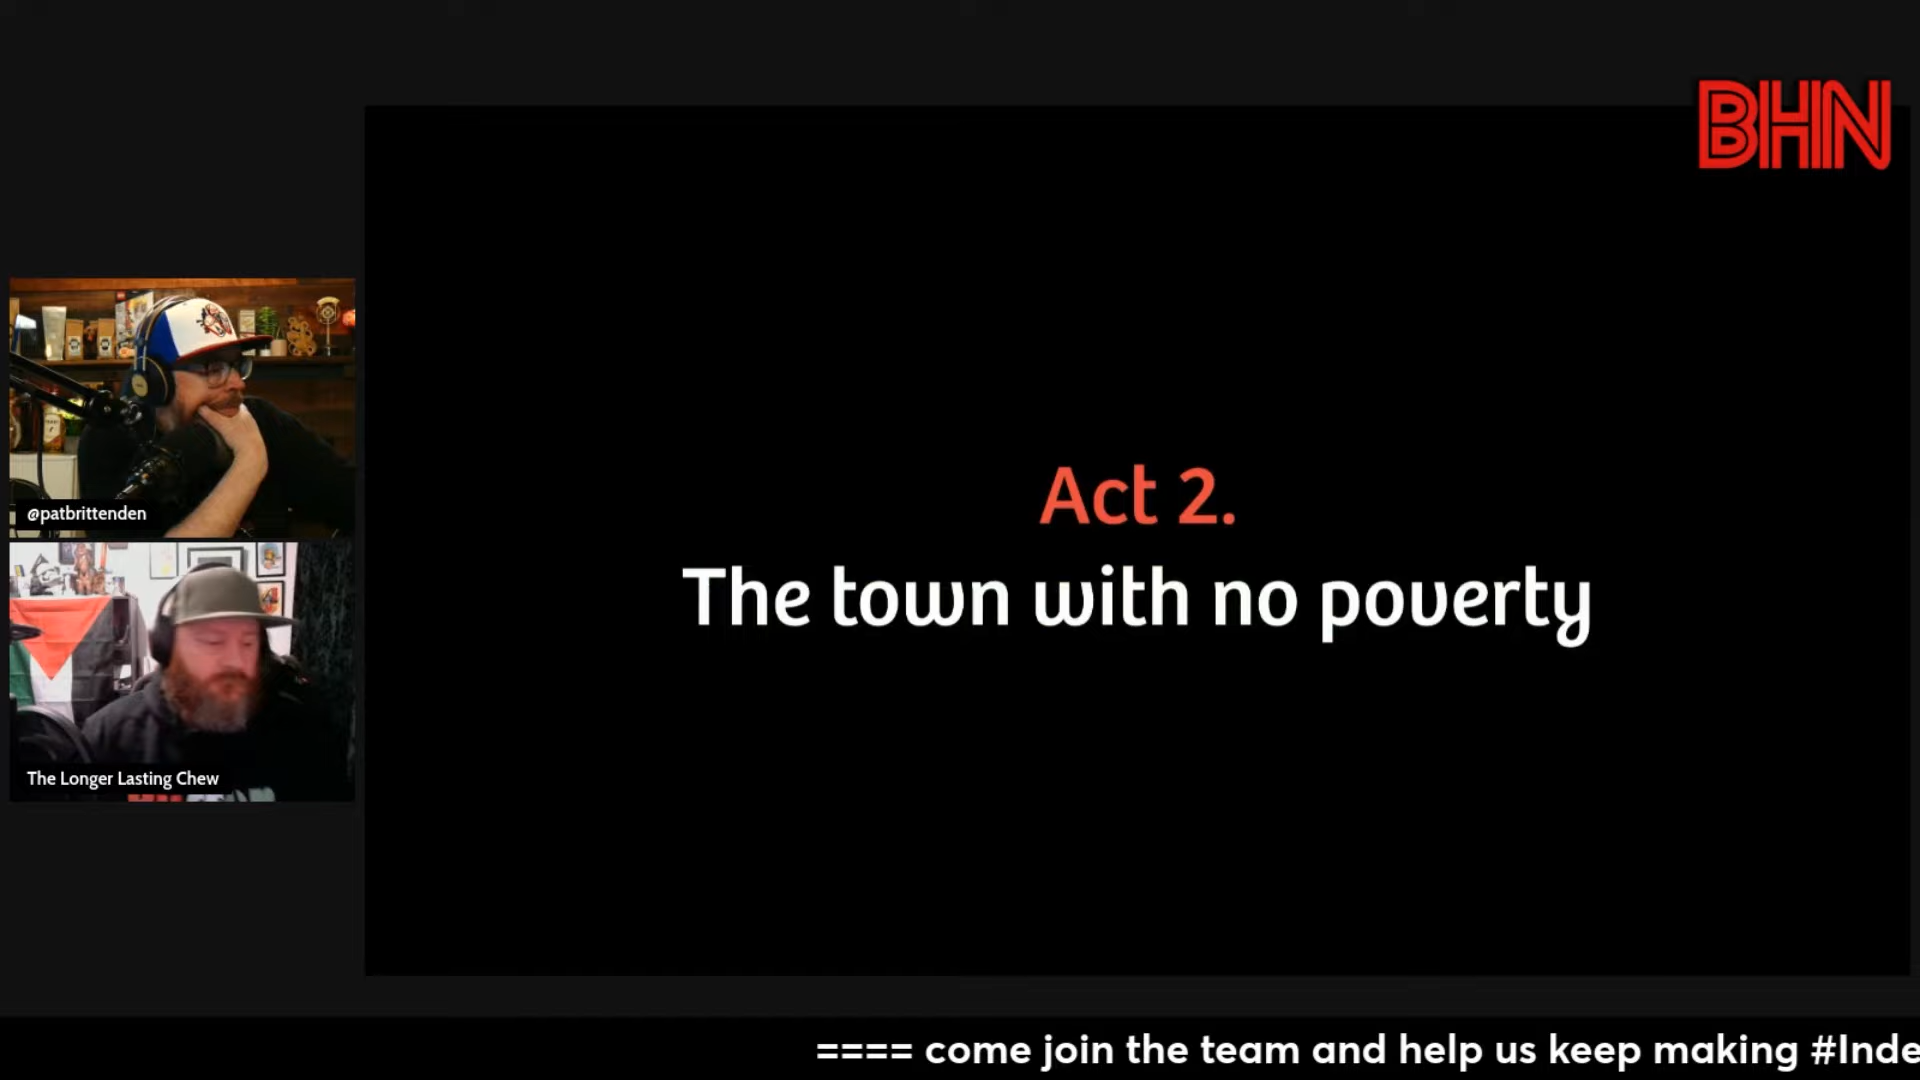 BHN
Act 2.
The town with no poverty
@patbrittenden
The Longer Lasting Chew
==== come join the team and help us keep making #Inde